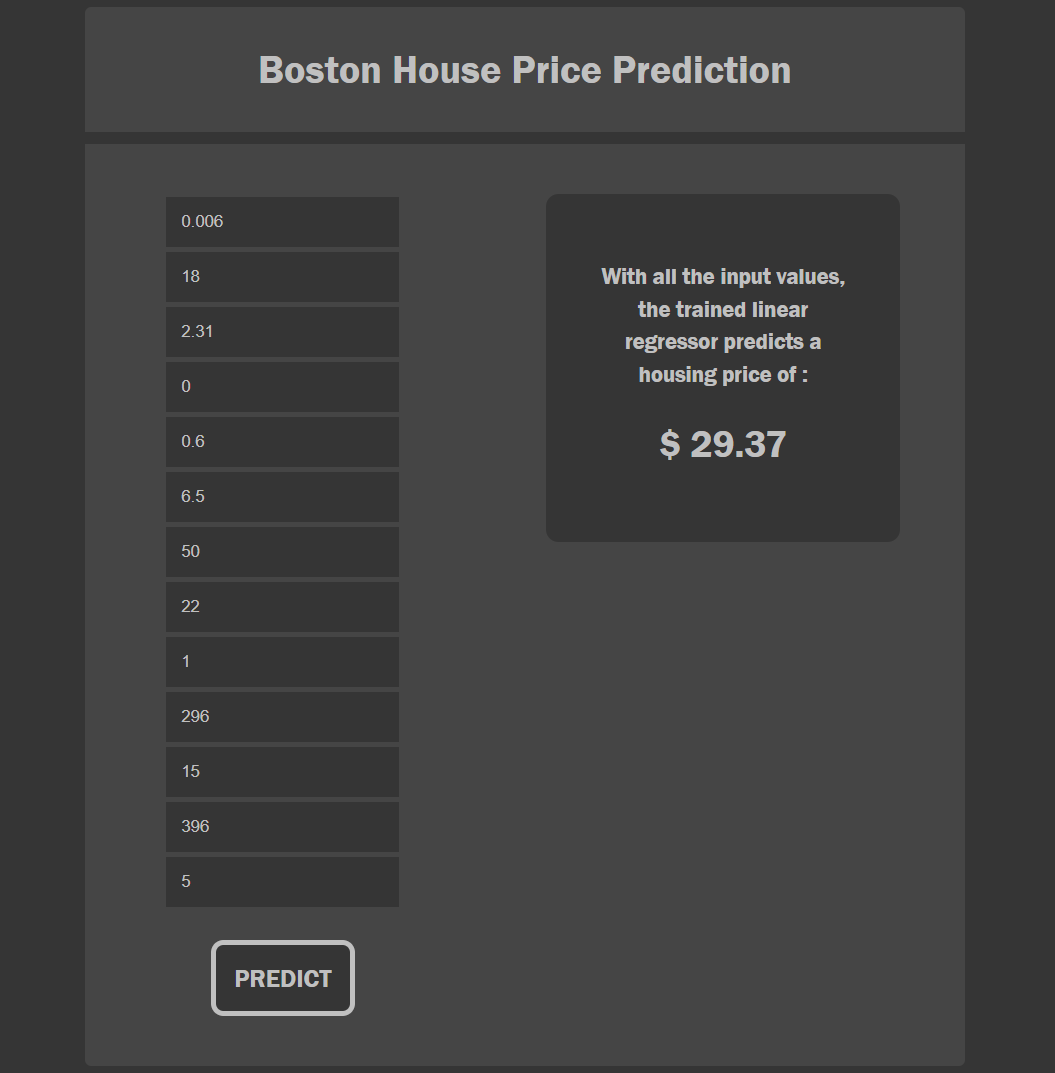 Boston House Price Prediction
0.006
18
2.31
0
0.6
6.5
50
22
1
296
15
396
5
PREDICT
With all the input values,
the trained linear
regressor predicts a
housing price of :
$ 29.37